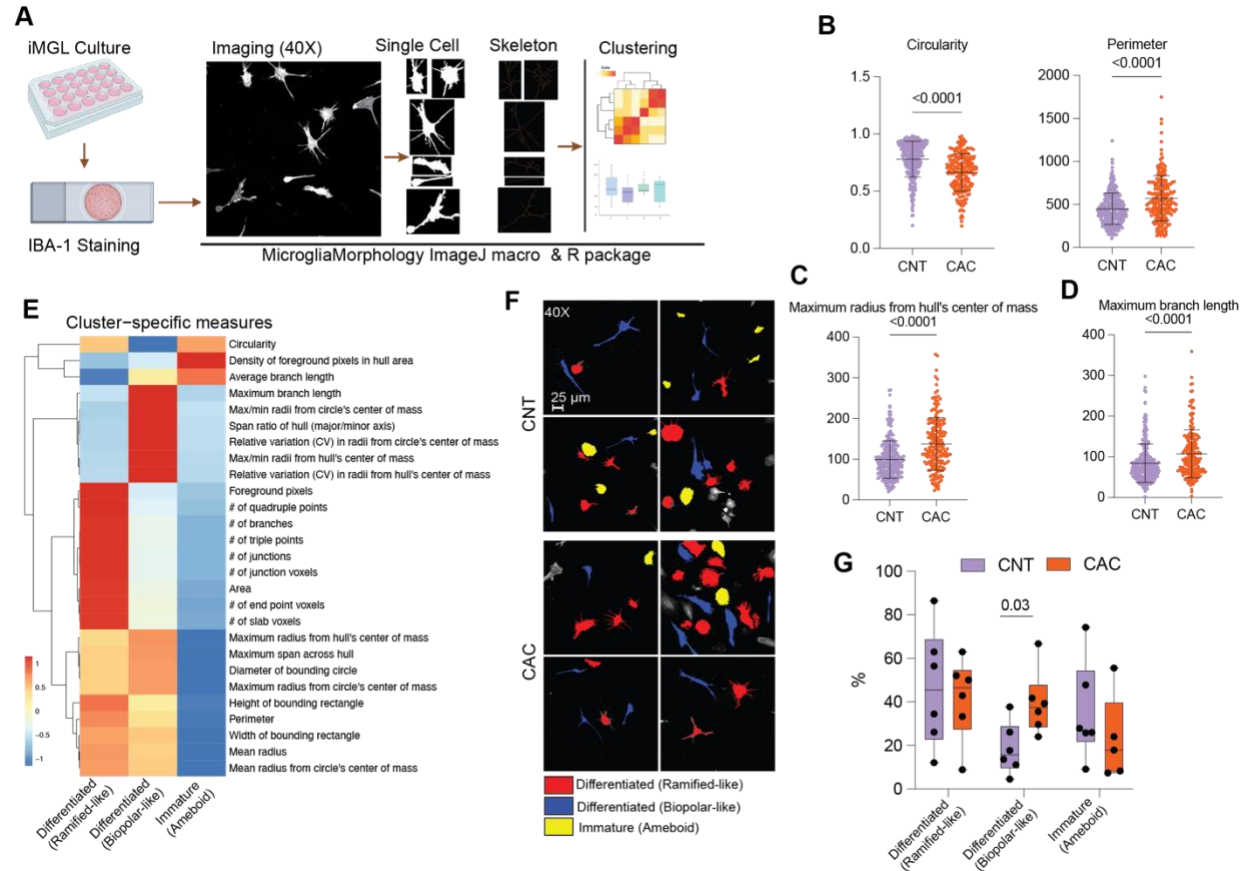 A
iMGL Culture
IBA-1 Staining
Imaging (40X)
Single Cell
Skeleton
Clustering
MicrogliaMorphology ImageJ macro & R package
B
Circularity
<0.0001
1.5
1.0
0.5
0.0
CNT
CAC
Perimeter
<0.0001
2000
1500
1000
500
0
CNT
CAC
C
Maximum radius from hull's center of mass
<0.0001
400
300
200
100
0
CNT
CAC
D
Maximum branch length
<0.0001
400
300
200
100
0
CNT
CAC
E
Cluster−specific measures
Circularity
Density of foreground pixels in hull area
Average branch length
Maximum branch length
Max/min radii from circle's center of mass
Span ratio of hull (major/minor axis)
Relative variation (CV) in radii from circle's center of mass
Max/min radii from hull's center of mass
Relative variation (CV) in radii from hull's center of mass
Foreground pixels
# of quadruple points
# of branches
# of triple points
# of junctions
# of junction voxels
Area
# of end point voxels
# of slab voxels
Maximum radius from hull's center of mass
Maximum span across hull
Diameter of bounding circle
Maximum radius from circle's center of mass
Height of bounding rectangle
Perimeter
Width of bounding rectangle
Mean radius
Mean radius from circle's center of mass
1
0.5
0
−0.5
−1
Differentiated
(Ramified-like)
Differentiated
(Biopolar-like)
Immature
(Ameboid)
F
40X
25 µm
CNT
CAC
Differentiated (Ramified-like)
Differentiated (Biopolar-like)
Immature (Ameboid)
G
CNT
CAC
0.03
%
100
80
60
40
20
0
Differentiated
(Ramified-like)
Differentiated
(Biopolar-like)
Immature
(Ameboid)